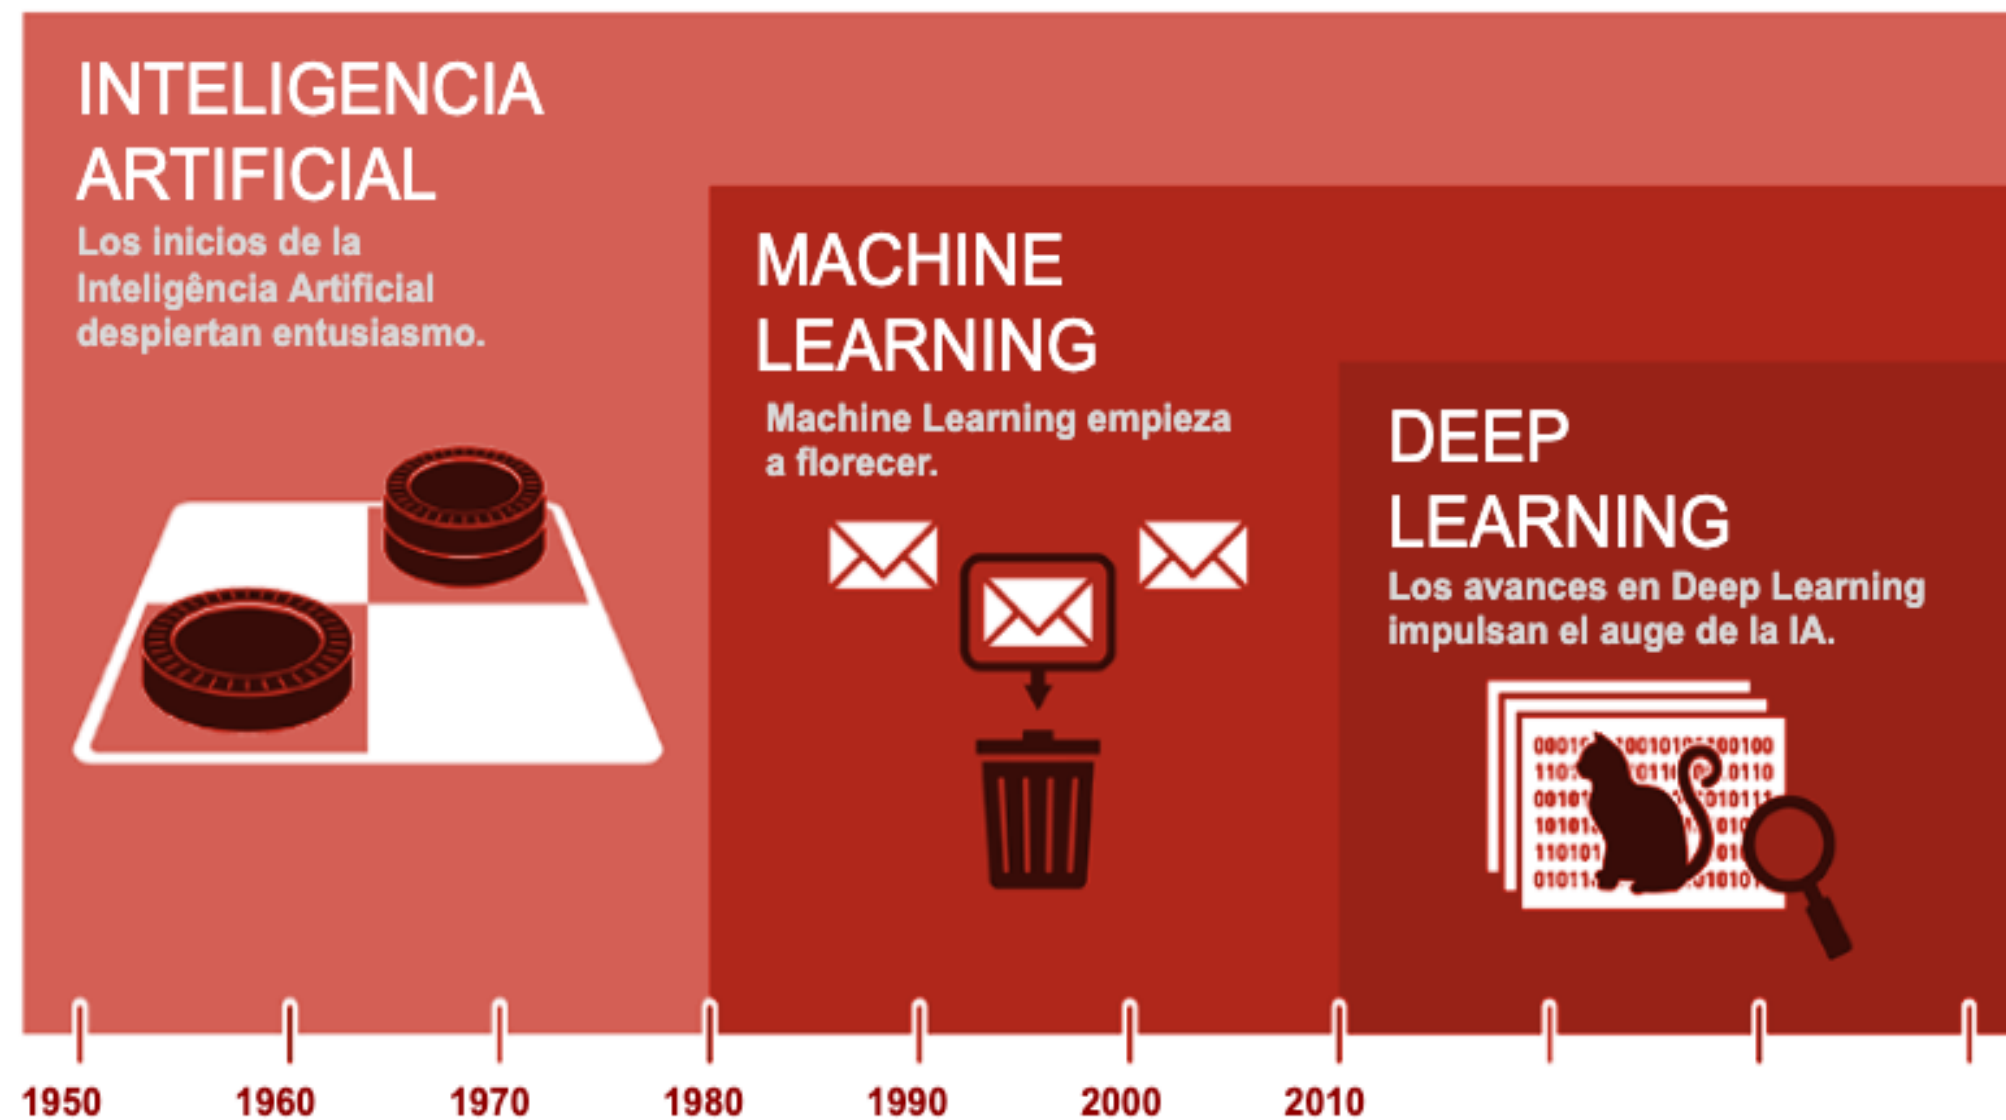 INTELIGENCIA
ARTIFICIAL
Los inicios de la
Inteligência Artificial
despiertan entusiasmo.
MACHINE
LEARNING
Machine Learning empieza
a florecer.
DEEP
LEARNING
Los avances en Deep Learning
impulsan el auge de la IA.
1950 1960 1970 1980 1990 2000 2010